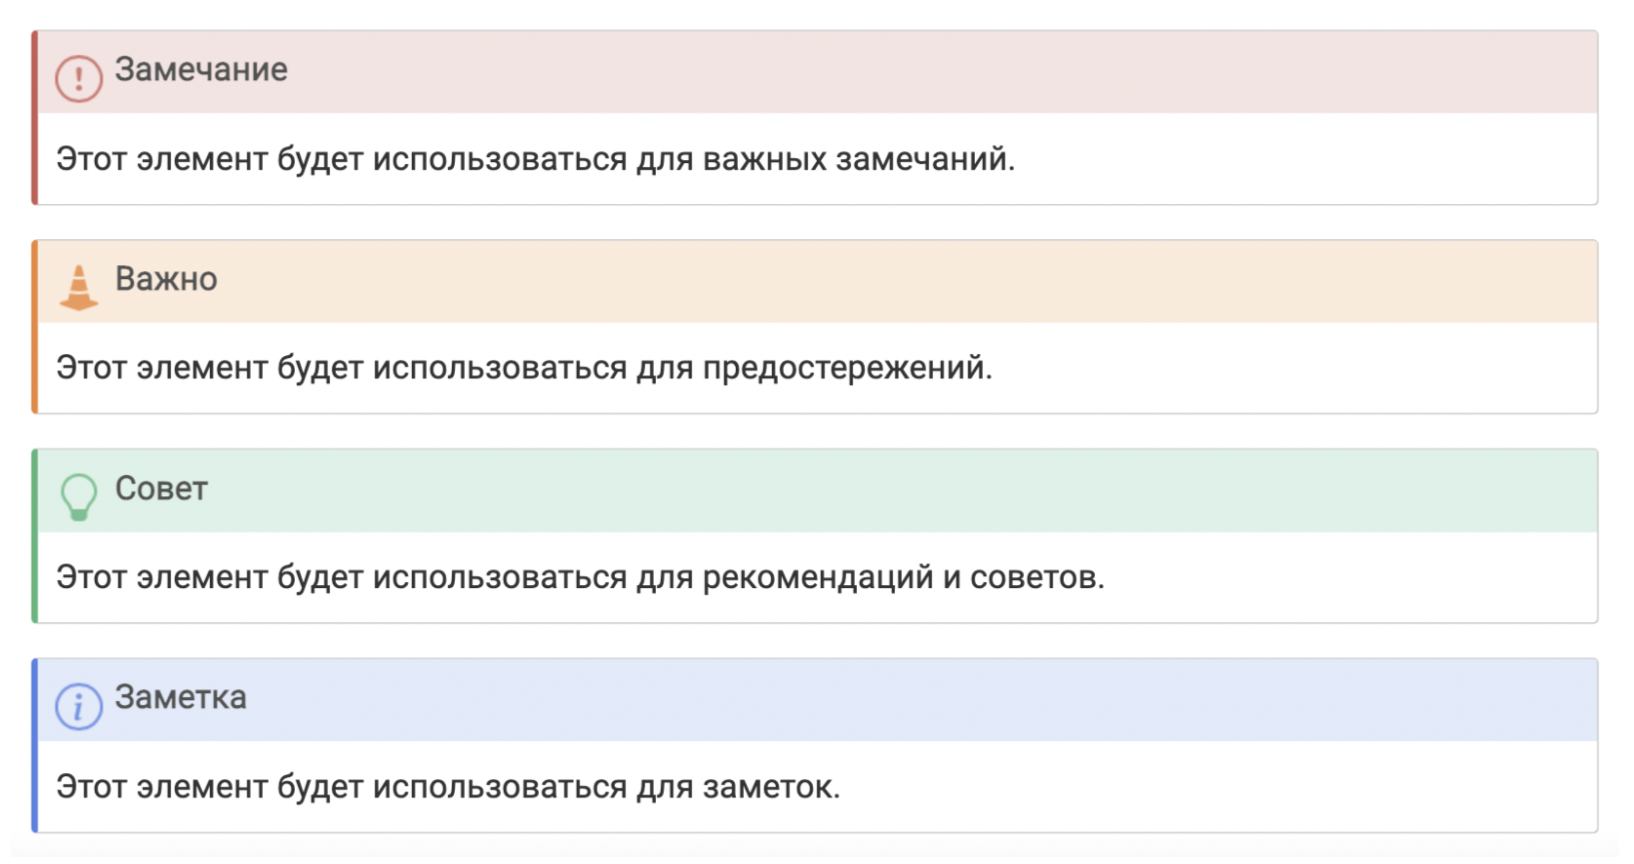 Замечание
Этот элемент будет использоваться для важных замечаний.
Важно
Этот элемент будет использоваться для предостережений.
Совет
Этот элемент будет использоваться для рекомендаций и советов.
Заметка
Этот элемент будет использоваться для заметок.